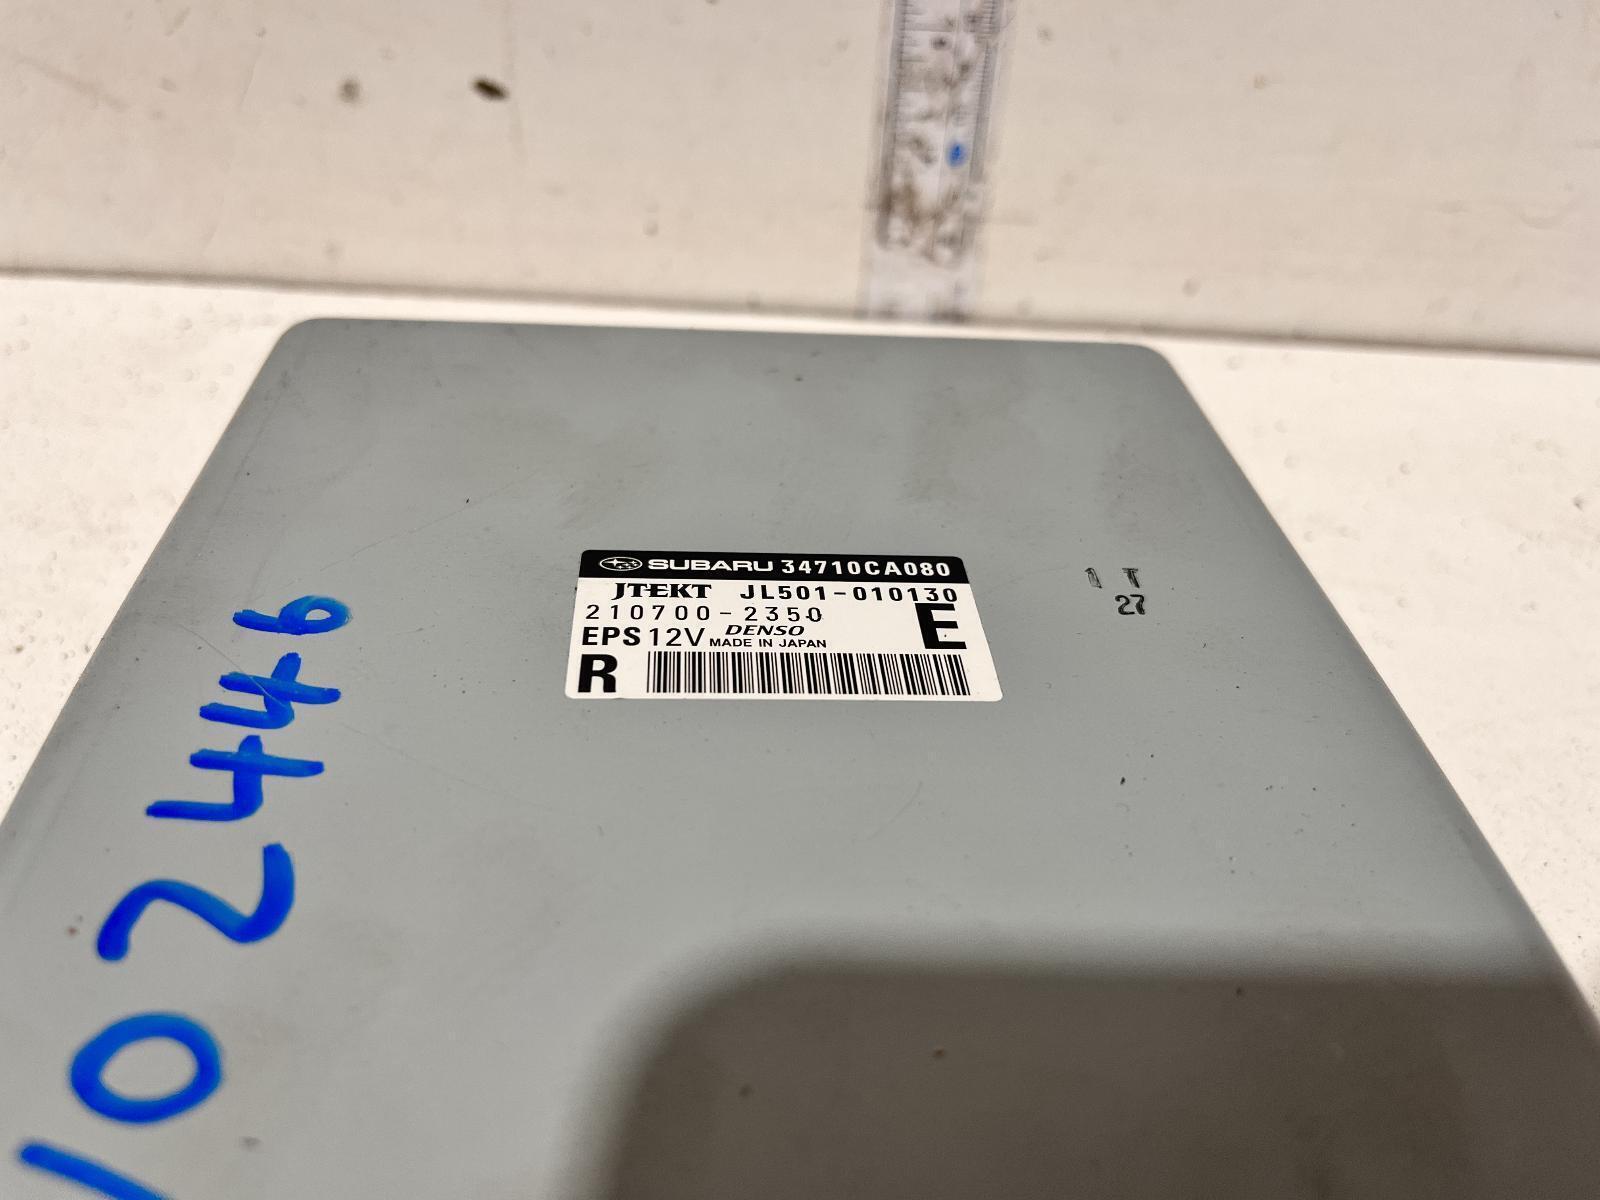 SUBARU 34710CA080
JTEKT JL501-010130
210700-2350
EPS 12V DENSO MADE IN JAPAN E
R
1 T
27
102446